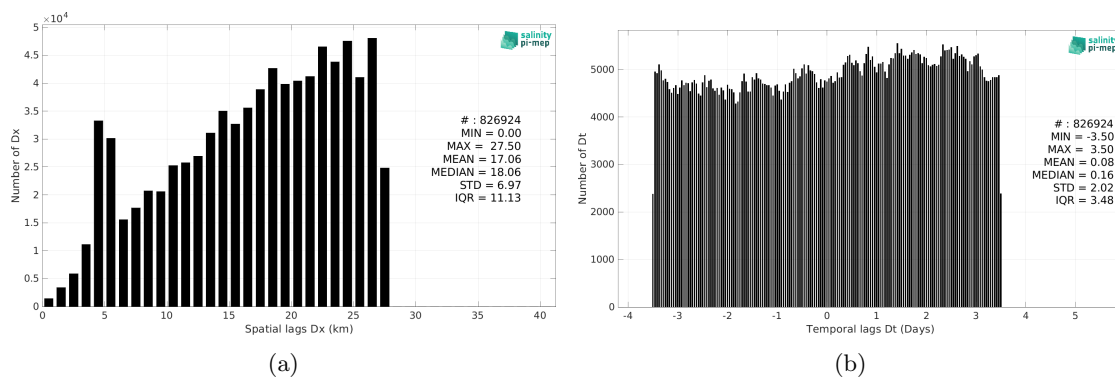 ×10⁴
5
4.5
4
3.5
3
2.5
2
1.5
1
0.5
0
Number of Dx
salinity
pi-mep
# : 826924
MIN = 0.00
MAX = 27.50
MEAN = 17.06
MEDIAN = 18.06
STD = 6.97
IQR = 11.13
0 5 10 15 20 25 30 35 40
Spatial lags Dx (km)
(a)
5000
4000
3000
2000
1000
0
Number of Dt
salinity
pi-mep
# : 826924
MIN = -3.50
MAX = 3.50
MEAN = 0.08
MEDIAN = 0.16
STD = 2.02
IQR = 3.48
-4 -3 -2 -1 0 1 2 3 4 5
Temporal lags Dt (Days)
(b)